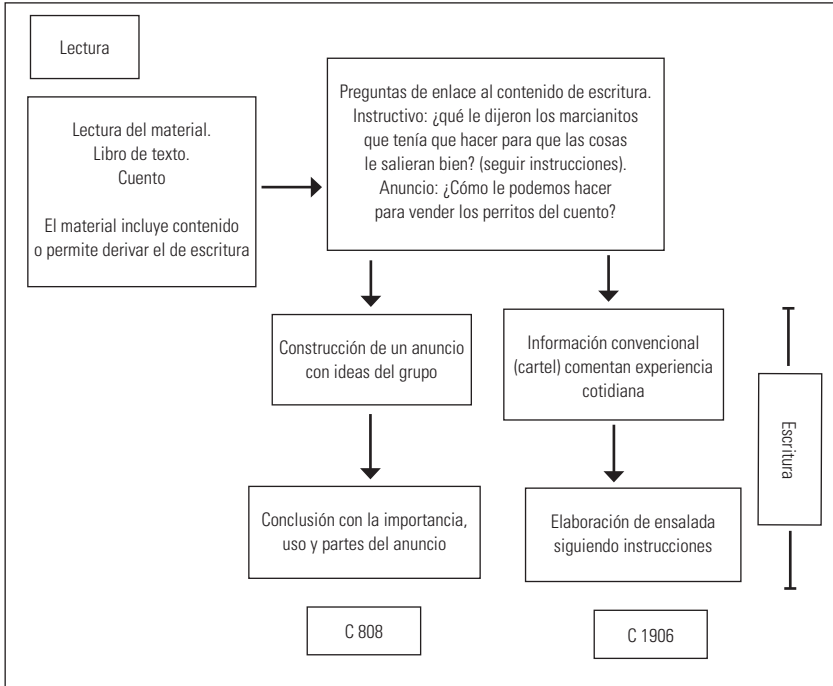 Lectura
Lectura del material.
Libro de texto.
Cuento
El material incluye contenido
o permite derivar el de escritura
Preguntas de enlace al contenido de escritura.
Instructivo: ¿qué le dijeron los marcianitos
que tenía que hacer para que las cosas
le salieran bien? (seguir instrucciones).
Anuncio: ¿Cómo le podemos hacer
para vender los perritos del cuento?
Construcción de un anuncio
con ideas del grupo
Información convencional
(cartel) comentan experiencia
cotidiana
Escritura
Conclusión con la importancia,
uso y partes del anuncio
Elaboración de ensalada
siguiendo instrucciones
C 808
C 1906